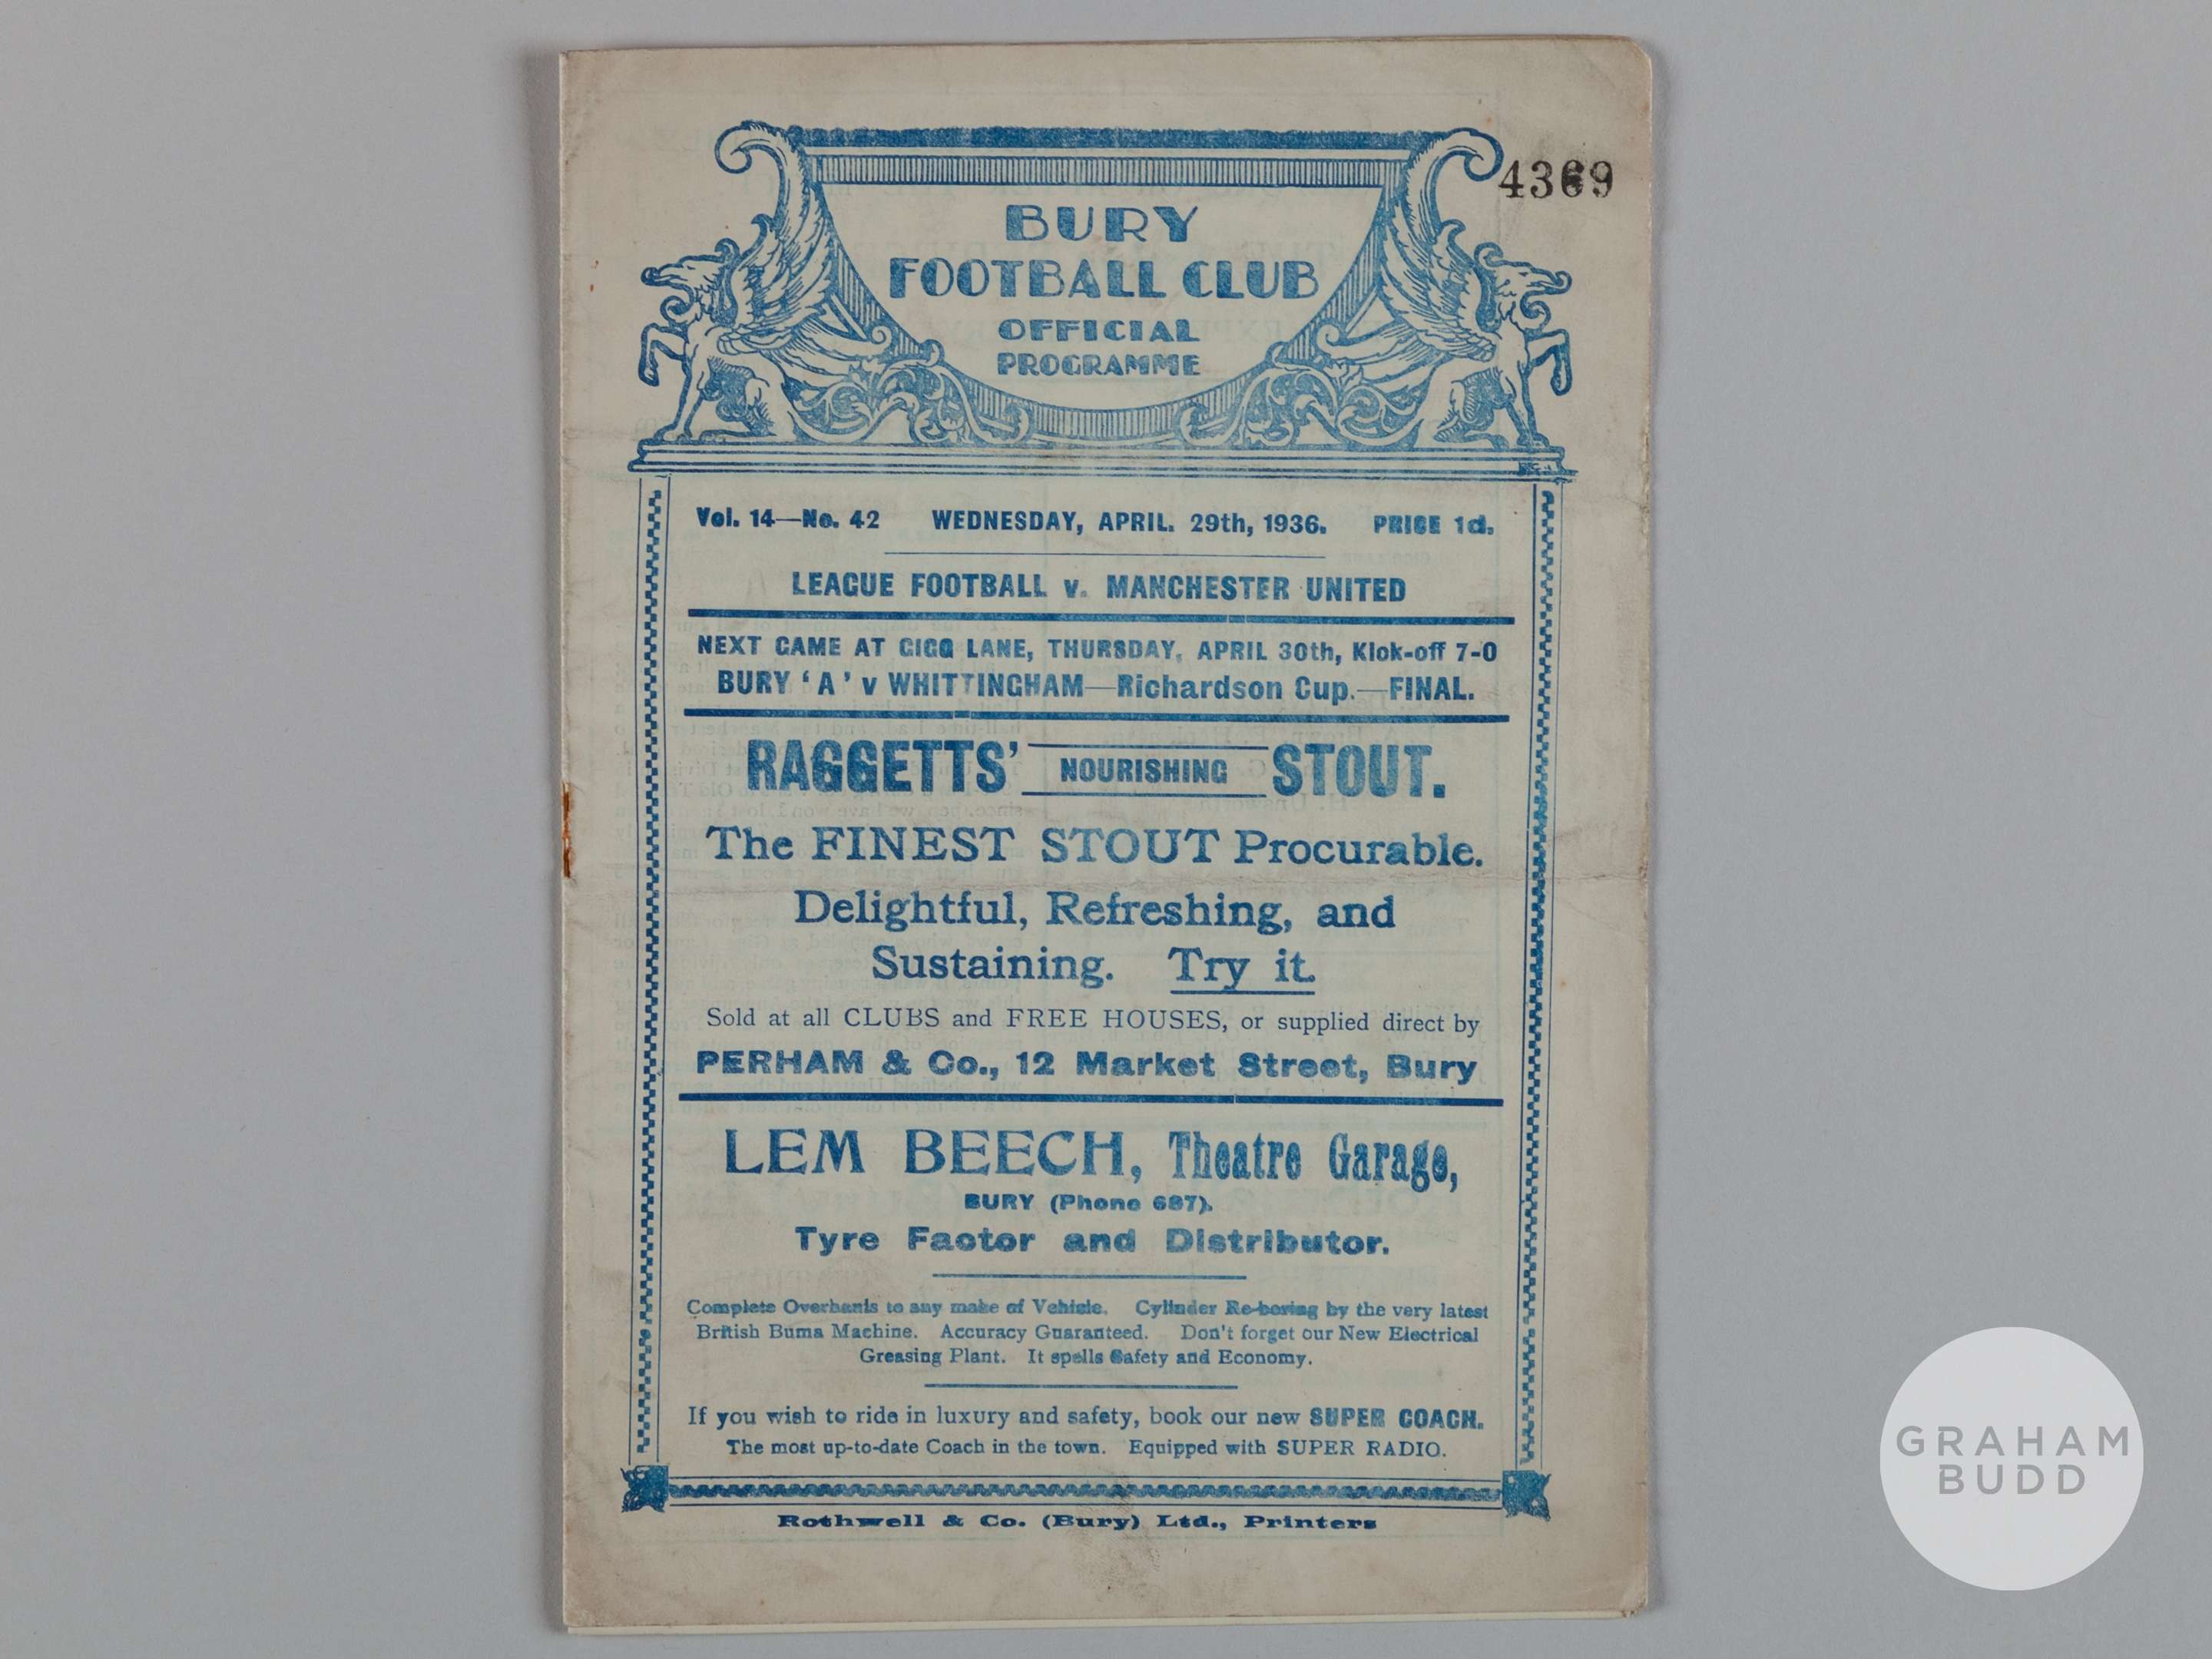 4369
BURY
FOOTBALL CLUB
OFFICIAL
PROGRAMME
Vol. 14—No. 42 WEDNESDAY, APRIL. 29th, 1936. PRICE 1d.
LEAGUE FOOTBALL v. MANCHESTER UNITED
NEXT GAME AT GIGG LANE, THURSDAY, APRIL 30th, Kick-off 7-0
BURY ‘A’ v WHITTINGHAM—Richardson Cup.—FINAL.
RAGGETTS’ NOURISHING STOUT.
The FINEST STOUT Procurable.
Delightful, Refreshing, and
Sustaining. Try it.
Sold at all CLUBS and FREE HOUSES, or supplied direct by
PERHAM & Co., 12 Market Street, Bury
LEM BEECH, Theatre Garage,
BURY (Phone 687).
Tyre Factor and Distributor.
Complete Overhauls to any make of Vehicle. Cylinder Re-boring by the very latest
British Buma Machine. Accuracy Guaranteed. Don't forget our New Electrical
Greasing Plant. It spells Safety and Economy.
If you wish to ride in luxury and safety, book our new SUPER COACH.
The most up-to-date Coach in the town. Equipped with SUPER RADIO.
Rothwell & Co. (Bury) Ltd., Printers
GRAHAM
BUDD